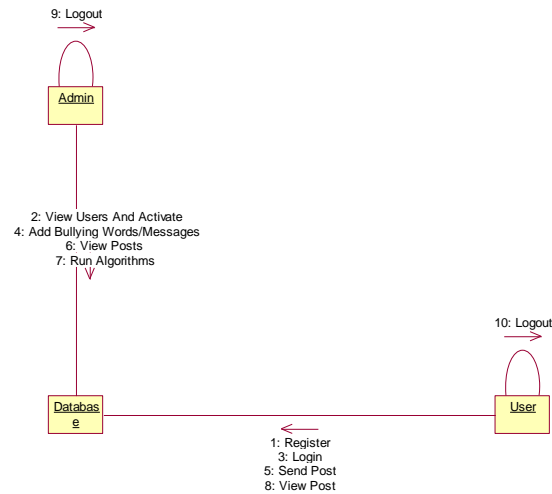 9: Logout
Admin
2: View Users And Activate
4: Add Bullying Words/Messages
6: View Posts
7: Run Algorithms
10: Logout
Databas
e
User
1: Register
3: Login
5: Send Post
8: View Post